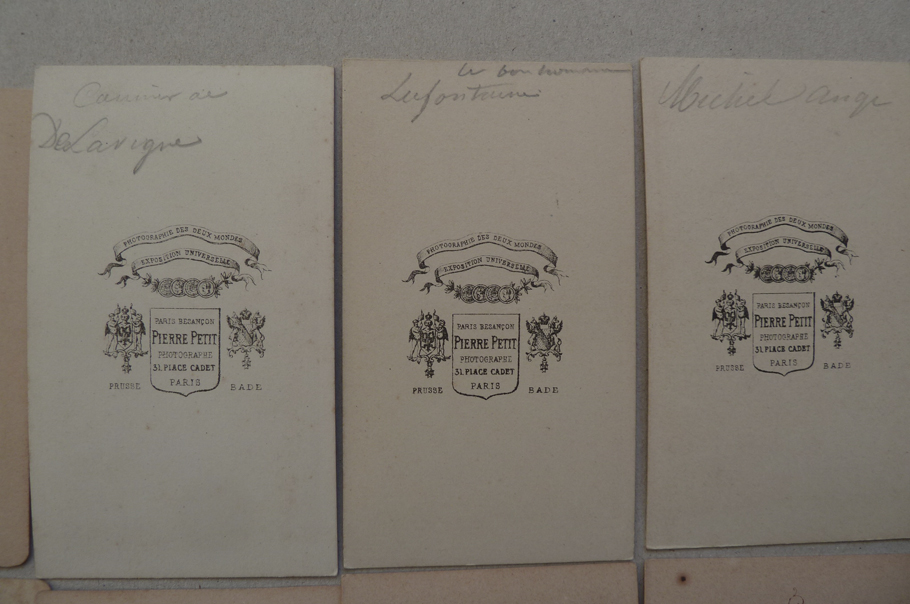 Casimir de
DeLavigne
PHOTOGRAPHIE DES DEUX MONDES
EXPOSITION UNIVERSELLE
PARIS BESANÇON
PIERRE PETIT
PHOTOGRAPHE
31, PLACE CADET
PARIS
PRUSSE
BADE
le bonhomme
Lafontaine
PHOTOGRAPHIE DES DEUX MONDES
EXPOSITION UNIVERSELLE
PARIS BESANÇON
PIERRE PETIT
PHOTOGRAPHE
31, PLACE CADET
PARIS
PRUSSE
BADE
Michel ange
PHOTOGRAPHIE DES DEUX MONDES
EXPOSITION UNIVERSELLE
PARIS BESANÇON
PIERRE PETIT
PHOTOGRAPHE
31, PLACE CADET
PARIS
PRUSSE
BADE